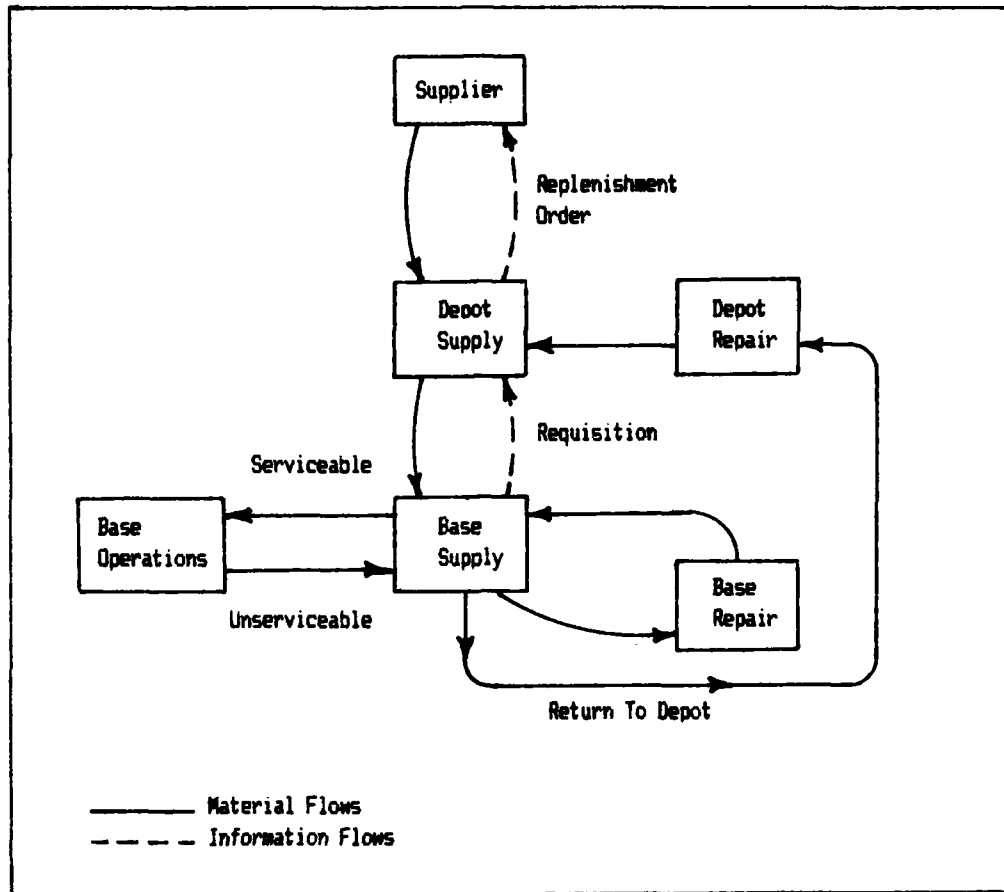 Supplier
Replenishment
Order
Depot
Supply
Depot
Repair
Requisition
Serviceable
Base
Operations
Base
Supply
Base
Repair
Unserviceable
Return To Depot
Material Flows
Information Flows